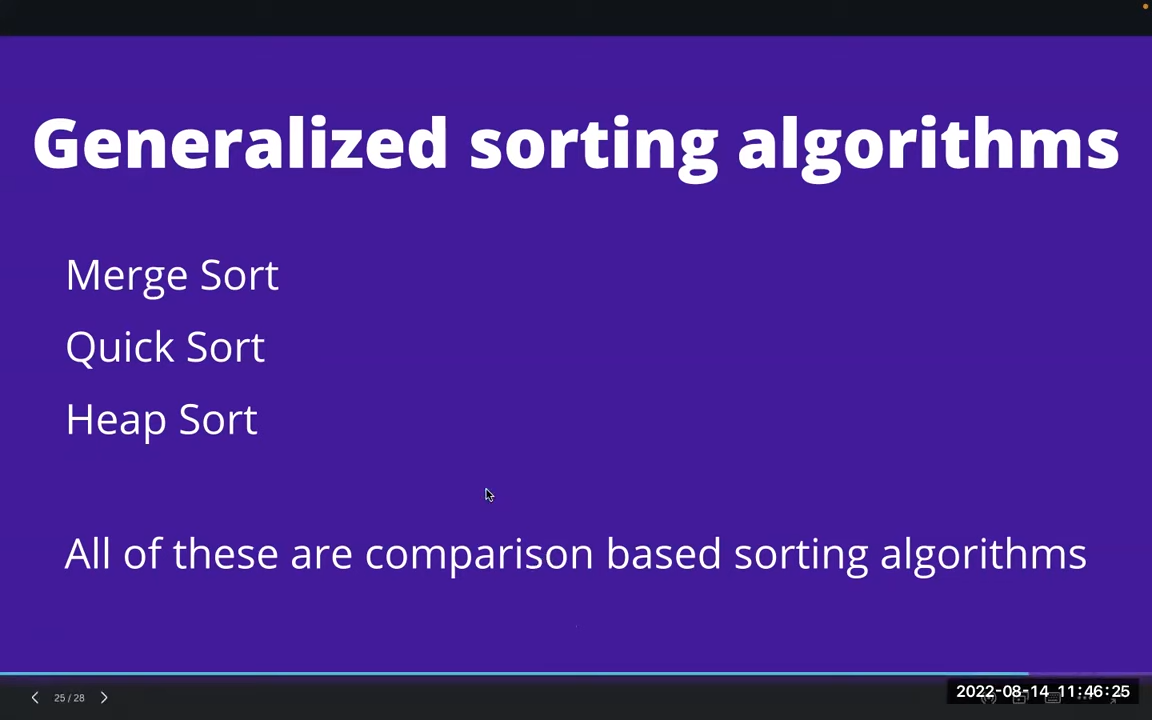 Generalized sorting algorithms
Merge Sort
Quick Sort
Heap Sort
All of these are comparison based sorting algorithms
25 / 28
2022-08-14 11:46:25